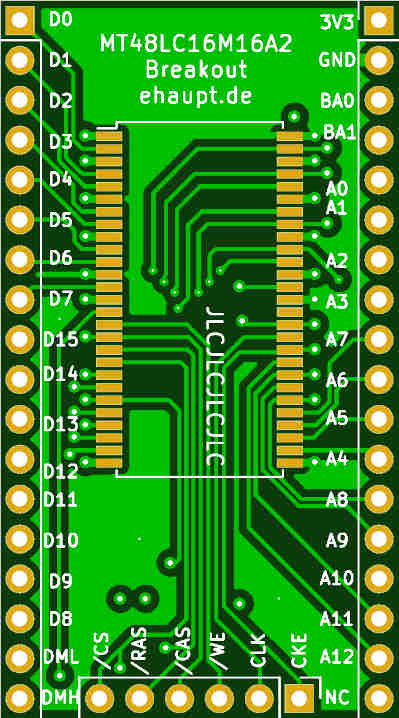 MT48LC16M16A2
Breakout
ehaupt.de
D0
D1
D2
D3
D4
D5
D6
D7
D15
D14
D13
D12
D11
D10
D9
D8
DML
DMH
3V3
GND
BA0
BA1
A0
A1
A2
A3
A7
A6
A5
A4
A8
A9
A10
A11
A12
NC
JLCJLCJLCJLC
/CS
/RAS
/CAS
/WE
CLK
CKE